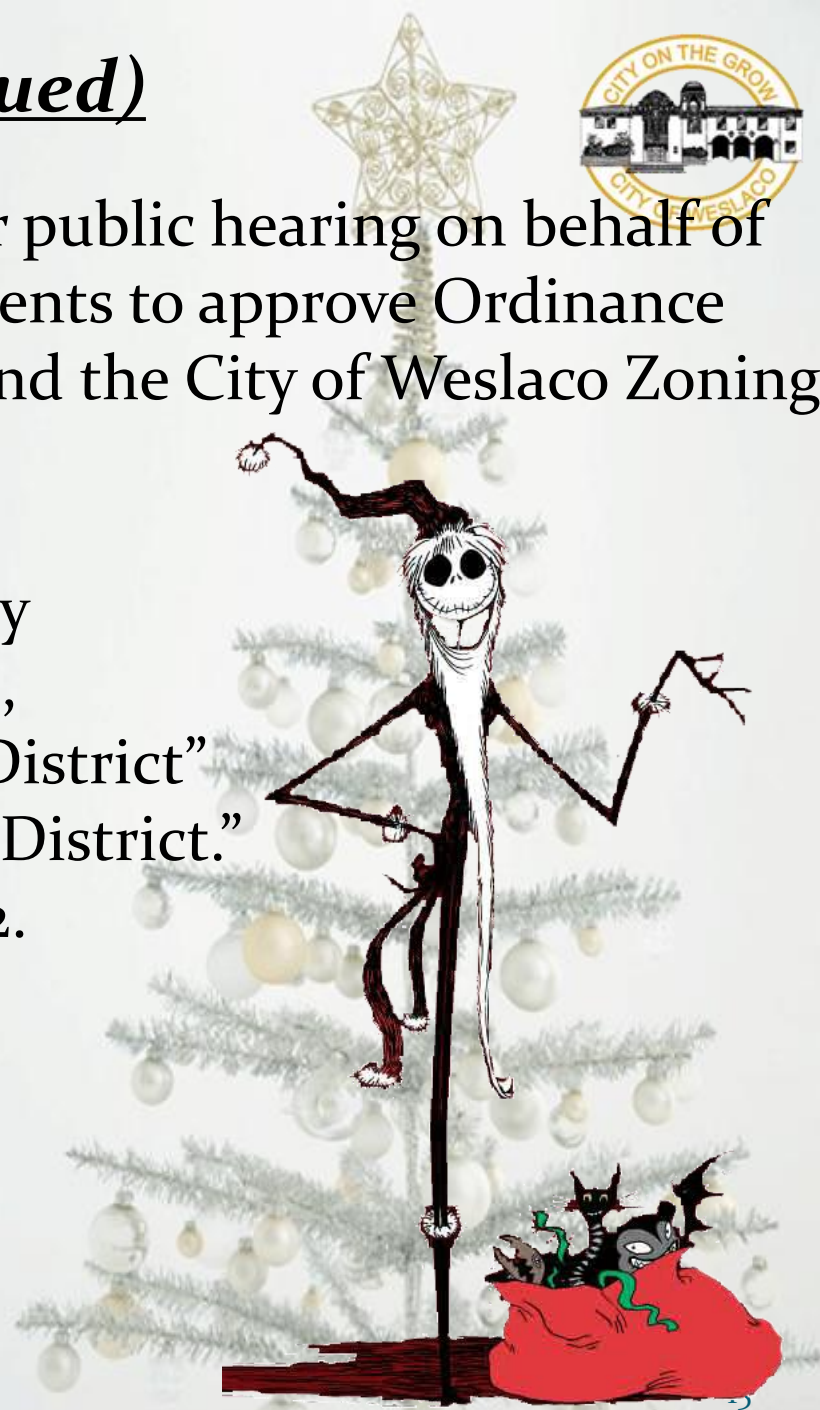 ued)
CITY ON THE GROW
CITY OF WESLACO
r public hearing on behalf of
ents to approve Ordinance
nd the City of Weslaco Zoning
y
,
District”
District.”
2.